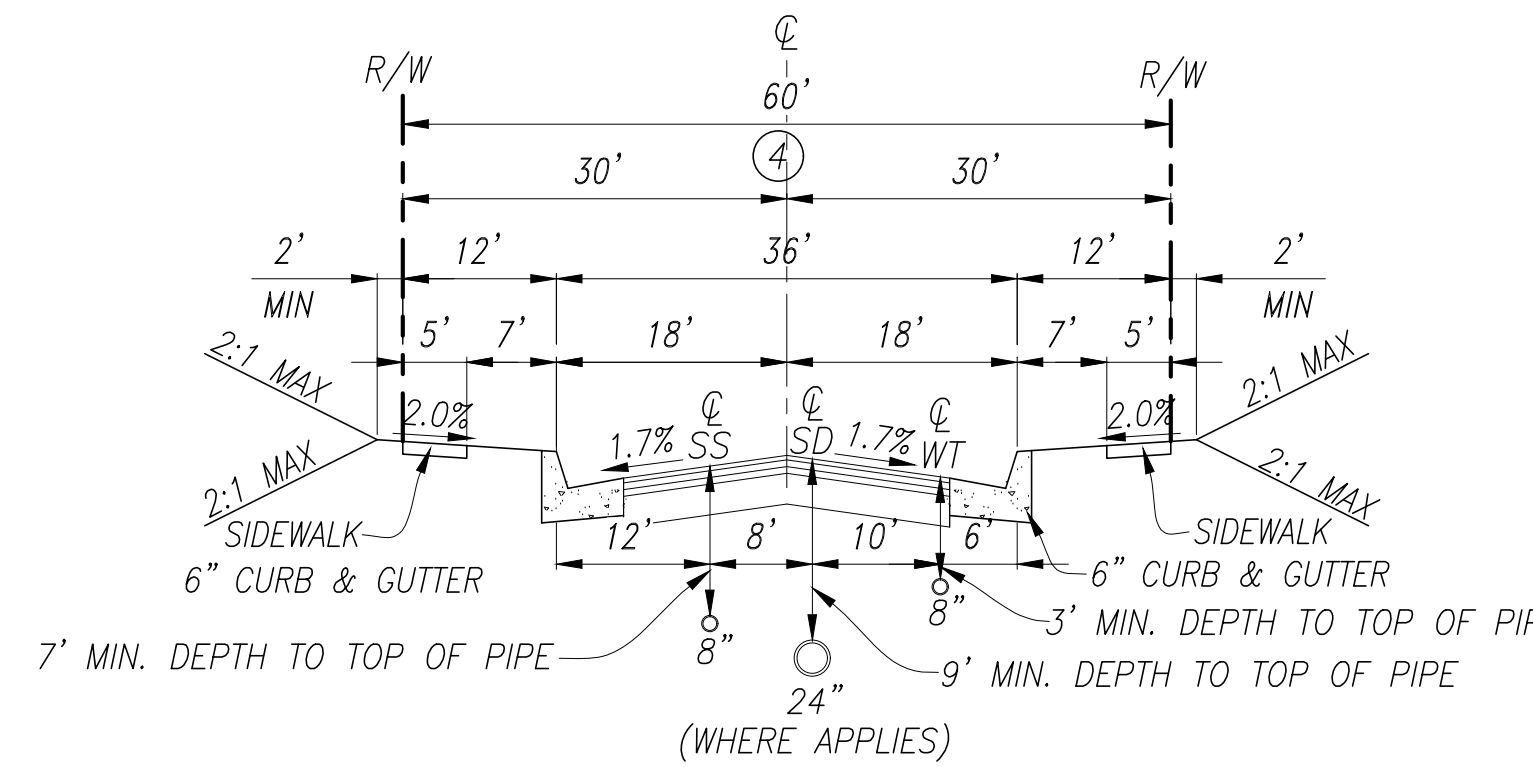 ℄
R/W R/W
60'
4
30' 30'
2' 12' 36' 12' 2'
MIN MIN
5' 7' 18' 18' 7' 5'
2:1 MAX 2:1 MAX
2.0% ℄ ℄ ℄ 2.0%
1.7% SS SD 1.7% WT
2:1 MAX 2:1 MAX
SIDEWALK 12' 8' 10' 6' SIDEWALK
6" CURB & GUTTER 6" CURB & GUTTER
8" 3' MIN. DEPTH TO TOP OF PIP
7' MIN. DEPTH TO TOP OF PIPE 8" 9' MIN. DEPTH TO TOP OF PIPE
24"
(WHERE APPLIES)